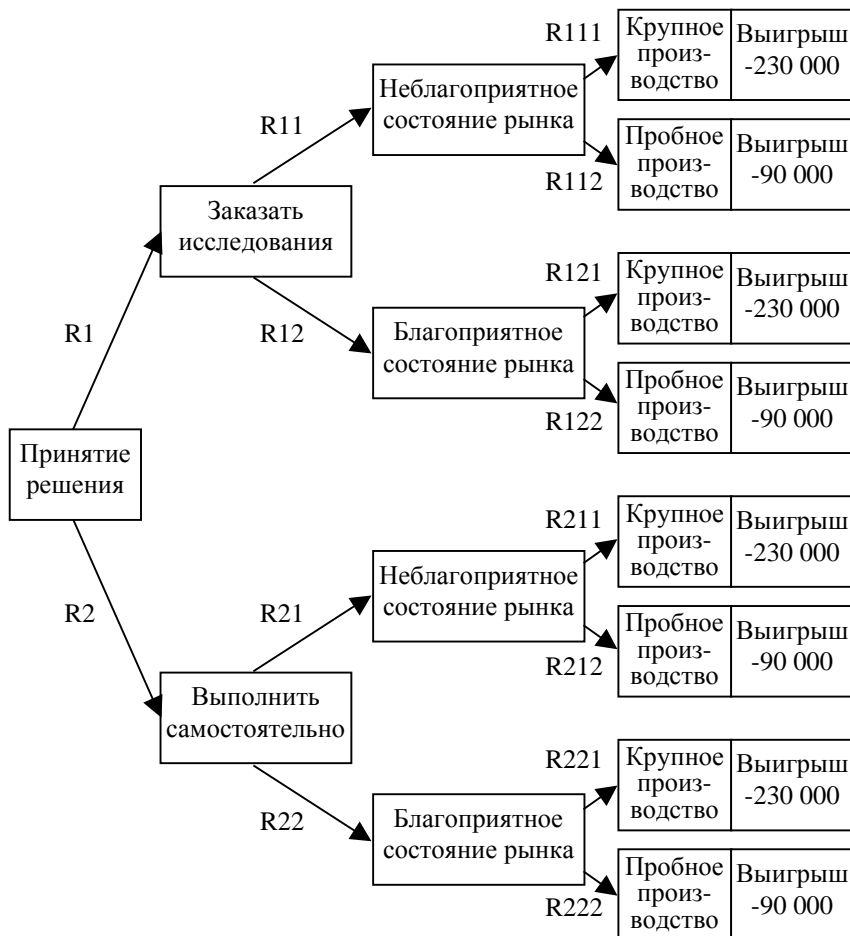 R111
Крупное
произ-
водство
Выигрыш
-230 000
Неблагоприятное
состояние рынка
R11
R112
Пробное
произ-
водство
Выигрыш
-90 000
Заказать
исследования
R1
R12
R121
Крупное
произ-
водство
Выигрыш
-230 000
Благоприятное
состояние рынка
R122
Пробное
произ-
водство
Выигрыш
-90 000
Принятие
решения
R2
R21
R211
Крупное
произ-
водство
Выигрыш
-230 000
Неблагоприятное
состояние рынка
R212
Пробное
произ-
водство
Выигрыш
-90 000
Выполнить
самостоятельно
R22
R221
Крупное
произ-
водство
Выигрыш
-230 000
Благоприятное
состояние рынка
R222
Пробное
произ-
водство
Выигрыш
-90 000